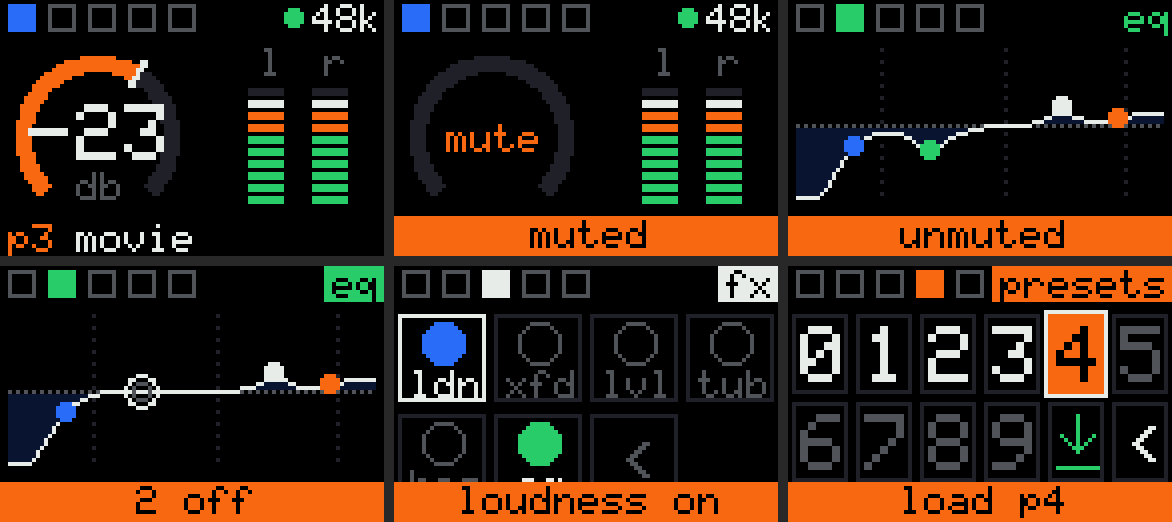 48k
l r
-23
db
p3 movie
48k
l r
mute
muted
eq
unmuted
eq
2 off
fx
ldn xfd lvl tub
<
loudness on
presets
0 1 2 3 4 5
6 7 8 9 <
load p4